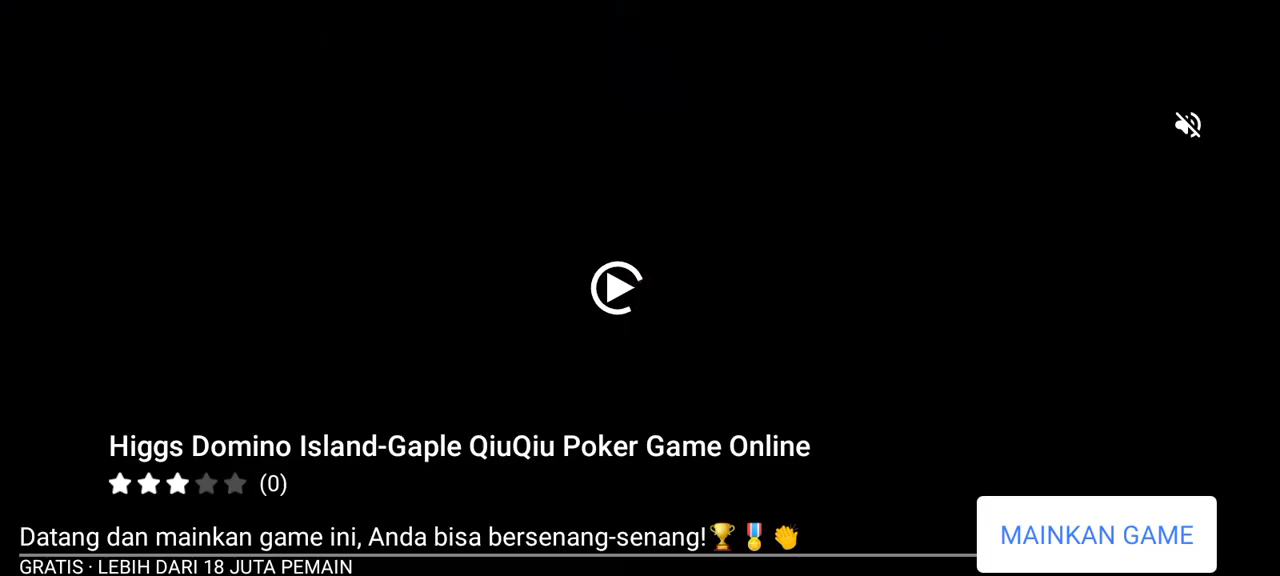 Higgs Domino Island-Gaple QiuQiu Poker Game Online
(0)
Datang dan mainkan game ini, Anda bisa bersenang-senang!🏆🏅👏
MAINKAN GAME
GRATIS · LEBIH DARI 18 JUTA PEMAIN